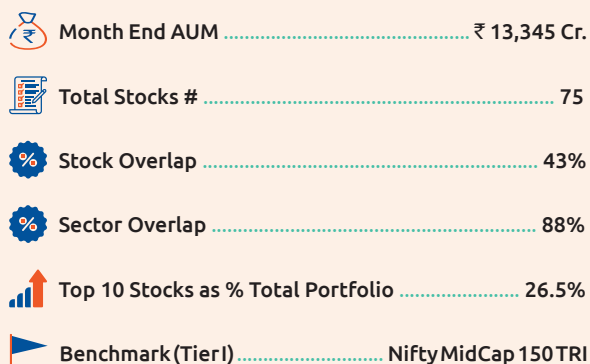 Month End AUM ................................................ ₹ 13,345 Cr.
Total Stocks # ..................................................................... 75
Stock Overlap .................................................................. 43%
Sector Overlap ................................................................ 88%
Top 10 Stocks as % Total Portfolio ....................... 26.5%
Benchmark (Tier I) ............................. Nifty MidCap 150 TRI